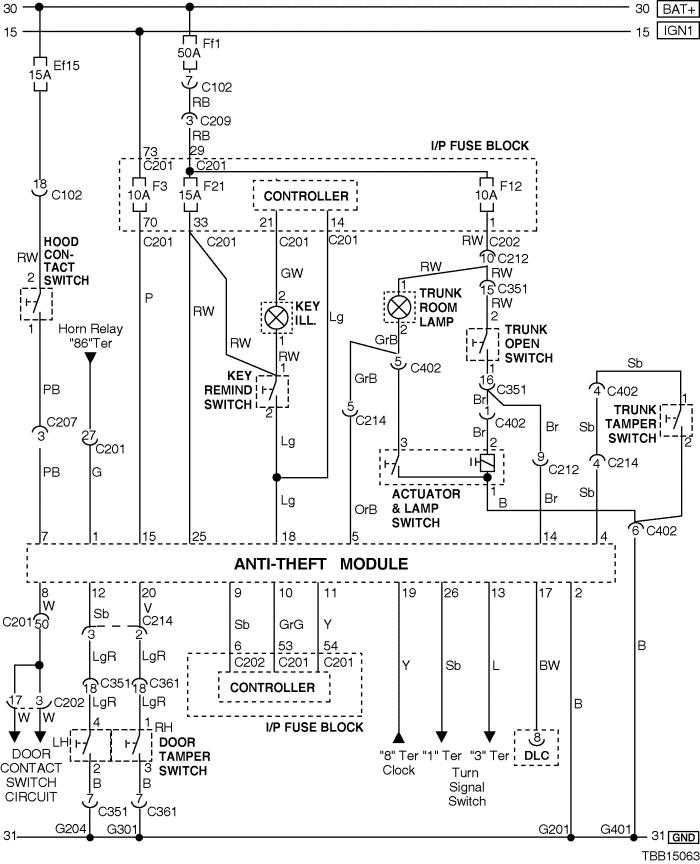 30 30 BAT+
15 15 IGN1
Ef15
15A
Ff1
50A
7 C102
RB
3 C209
RB
73 29
C201 C201
I/P FUSE BLOCK
F3
10A
F21
15A
CONTROLLER
F12
10A
18
C102
70 33 21 14 1
C201 C201 C201 C201 RW C202
10 C212
HOOD
CON-
TACT
SWITCH
RW
2
1
RW RW
15 C351
RW
P
RW
GW
2
KEY
ILL.
1
RW
Lg
RW
1
TRUNK
ROOM
LAMP
2
GrB
2
TRUNK
OPEN
SWITCH
1
Horn Relay
"86"Ter
KEY
REMIND
SWITCH
1
2
5
C402
GrB
16 C351
Br
1 C402
Br
Sb
4 C402
1
TRUNK
TAMPER
SWITCH
2
PB
C207
3
27
C201
5
C214
Br
9
C212
Sb
4 C214
Lg
3 2
PB
G
Lg
ACTUATOR
& LAMP
SWITCH
1
B
Br
Sb
OrB
6 C402
7 1 15 25 18 5 14 4
ANTI-THEFT MODULE
8 12 20 9 10 11 19 26 13 17 2
W
Sb
V
C214
C201 50
3 2
Sb GrG Y
6 53 54
C202 C201 C201
CONTROLLER
I/P FUSE BLOCK
LgR LgR
18 C351 18 C361
LgR LgR
Y Sb L BW B B
17 3 C202
W W
4 1 RH
LH
DOOR
TAMPER
SWITCH
2 3
B B
DOOR
CONTACT
SWITCH
CIRCUIT
7 C351 7 C361
"8" Ter
Clock
"1" Ter "3" Ter
Turn
Signal
Switch
8
DLC
31 G204 G301 G201 G401 31 GND
TBB15063